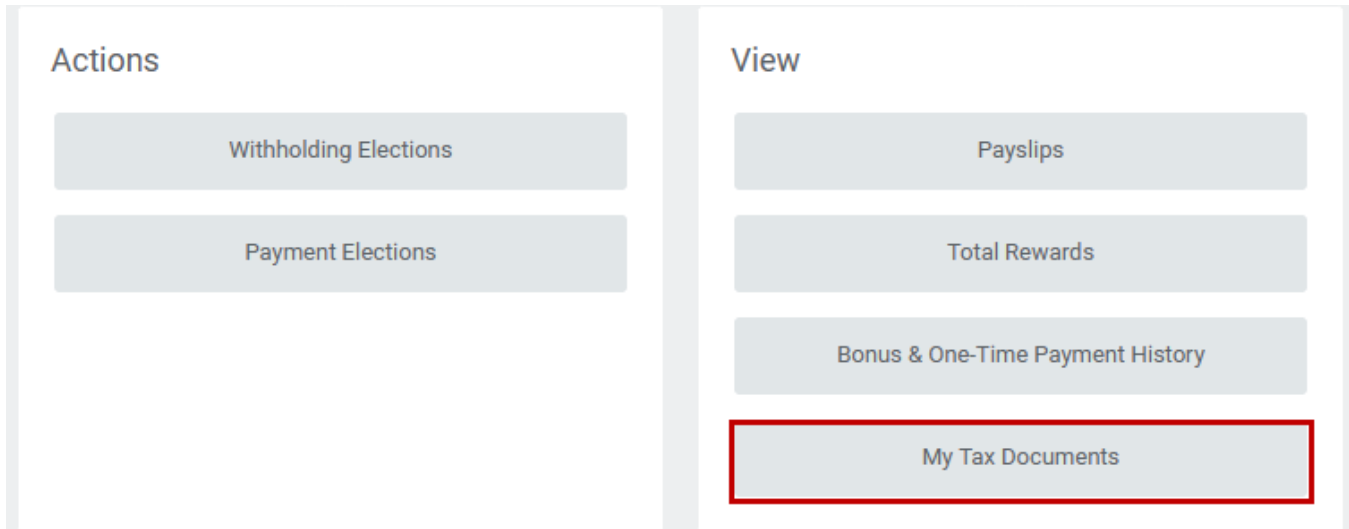 Actions
Withholding Elections
Payment Elections
View
Payslips
Total Rewards
Bonus & One-Time Payment History
My Tax Documents